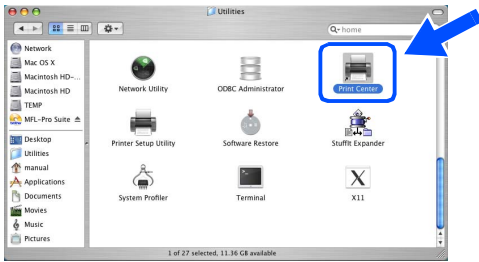 Utilities
home
Network
Mac OS X
Macintosh HD-...
Macintosh HD
TEMP
MFL-Pro Suite
Desktop
Utilities
manual
Applications
Documents
Movies
Music
Pictures
Network Utility
ODBC Administrator
Print Center
Printer Setup Utility
Software Restore
StuffIt Expander
System Profiler
Terminal
X11
1 of 27 selected, 11.36 GB available